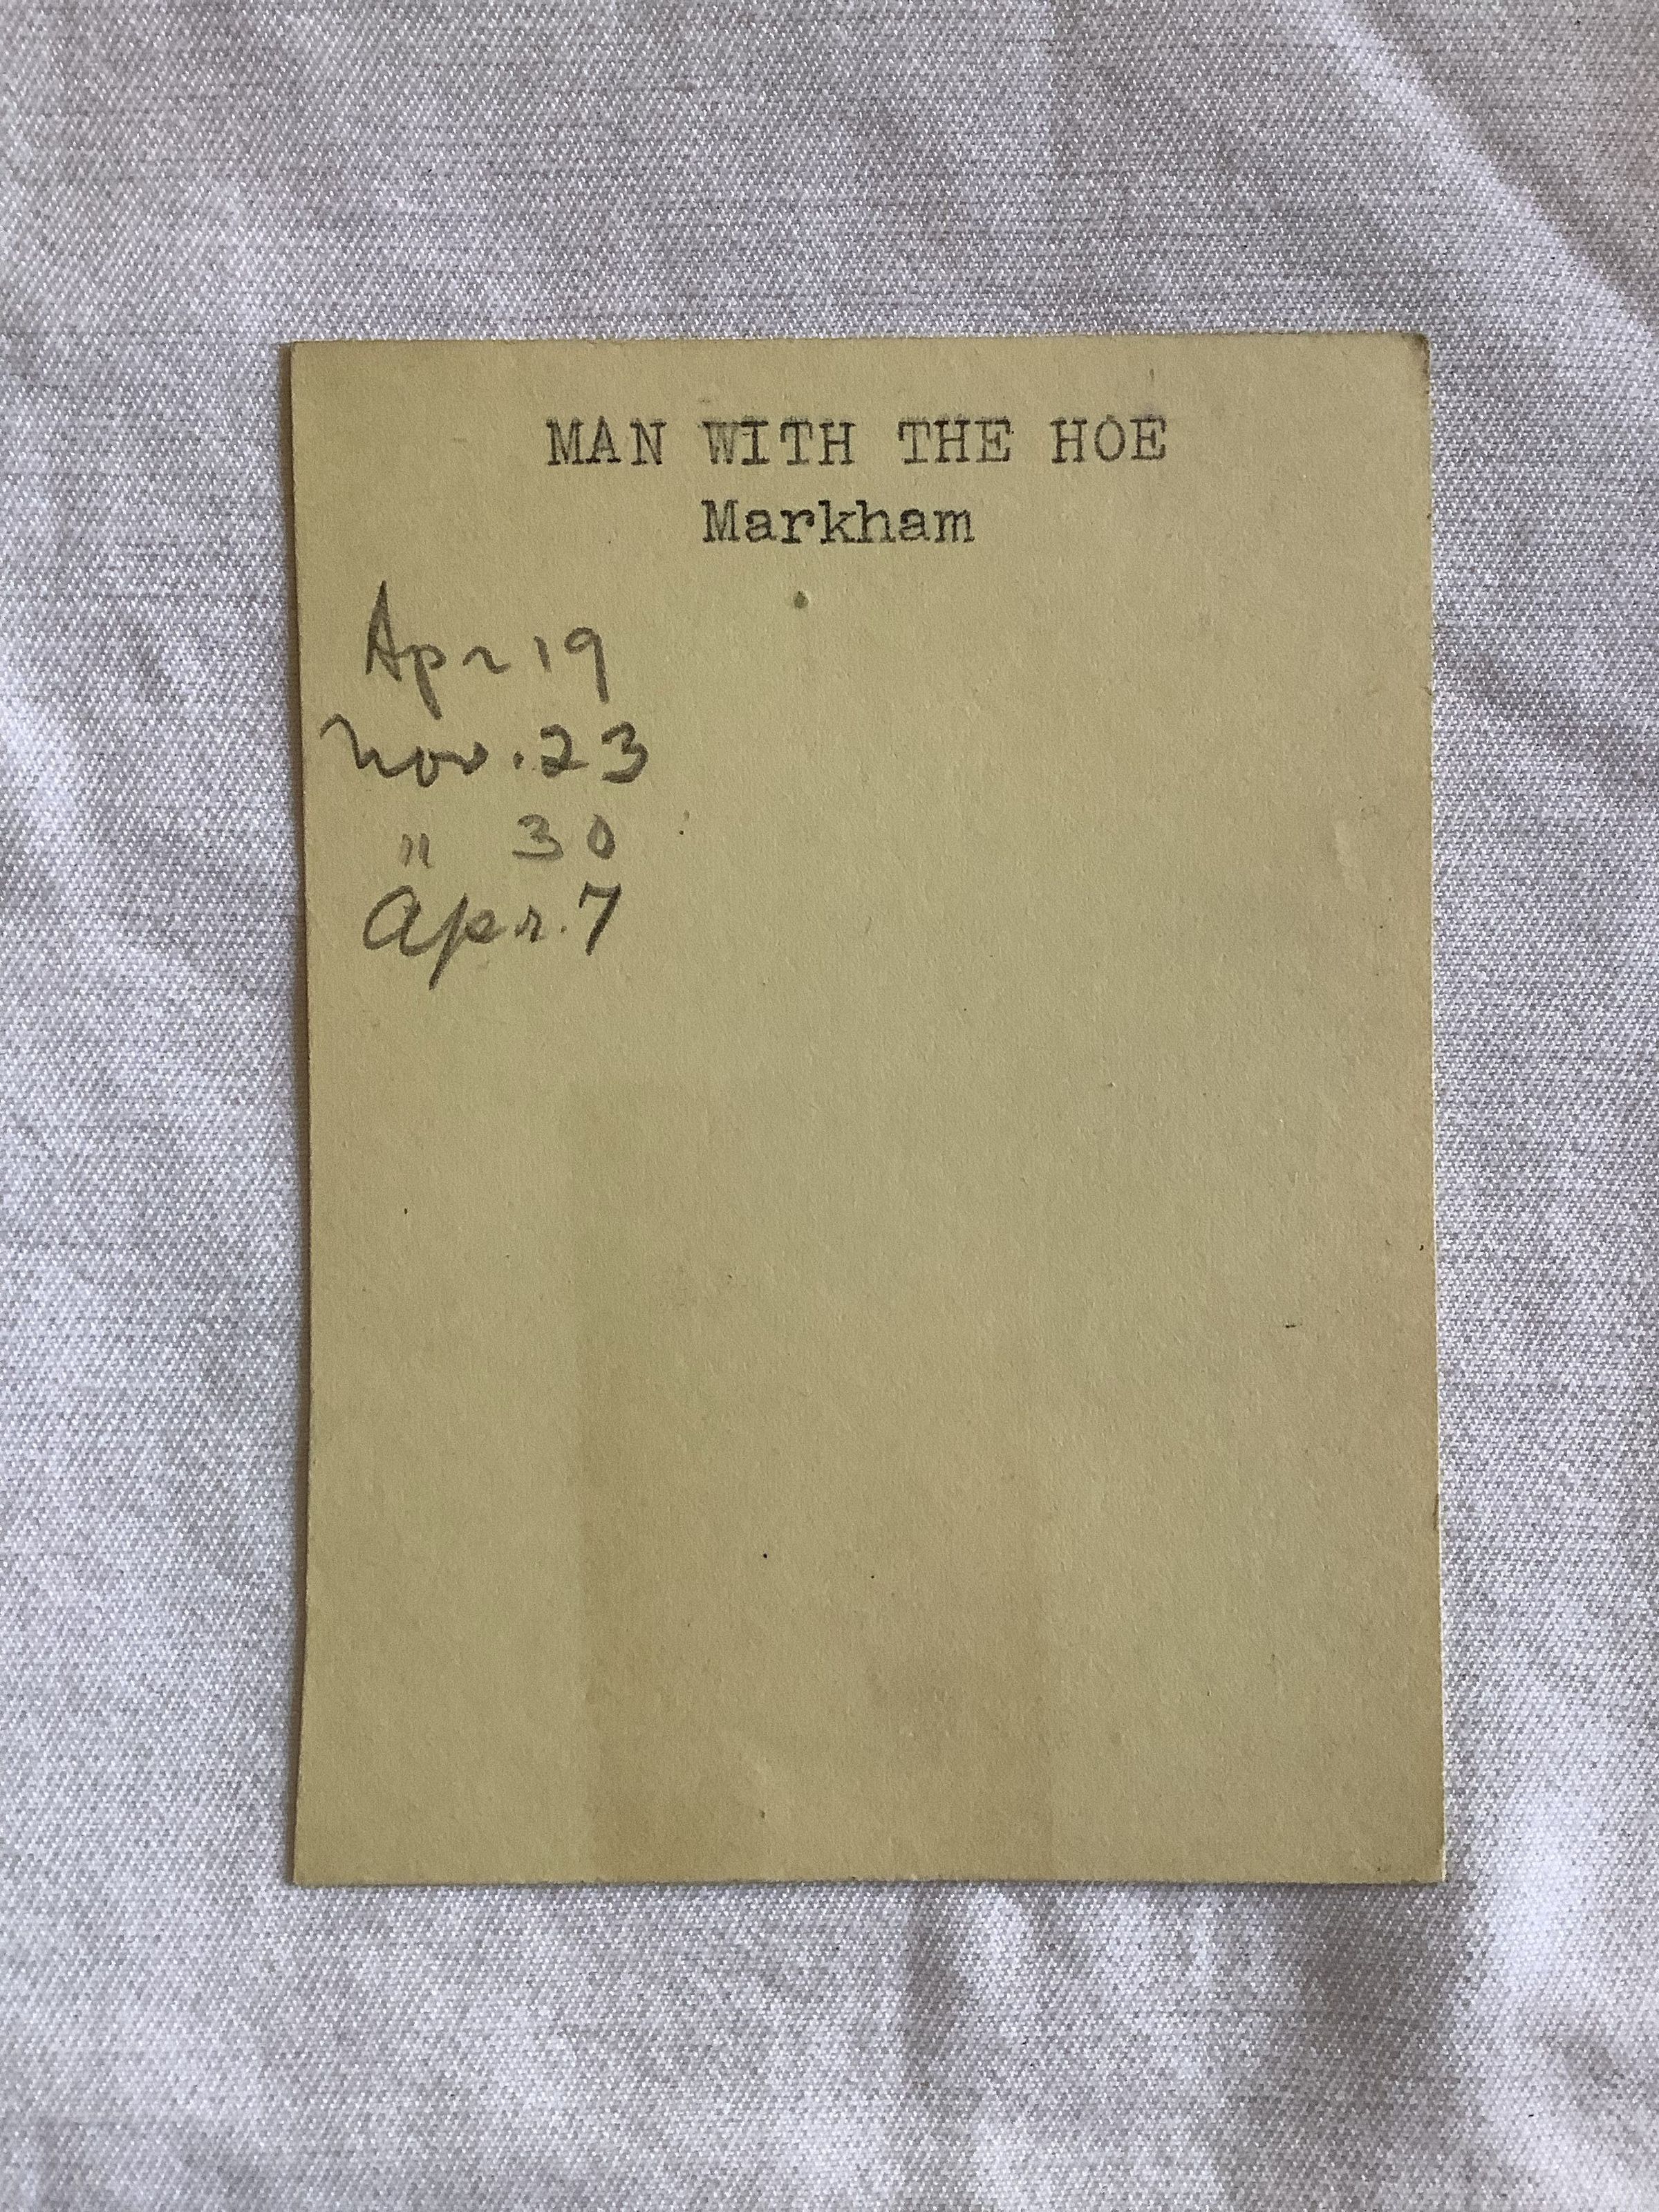 MAN WITH THE HOE
Markham
Apr 19
Nov. 23
" 30
Apr. 7